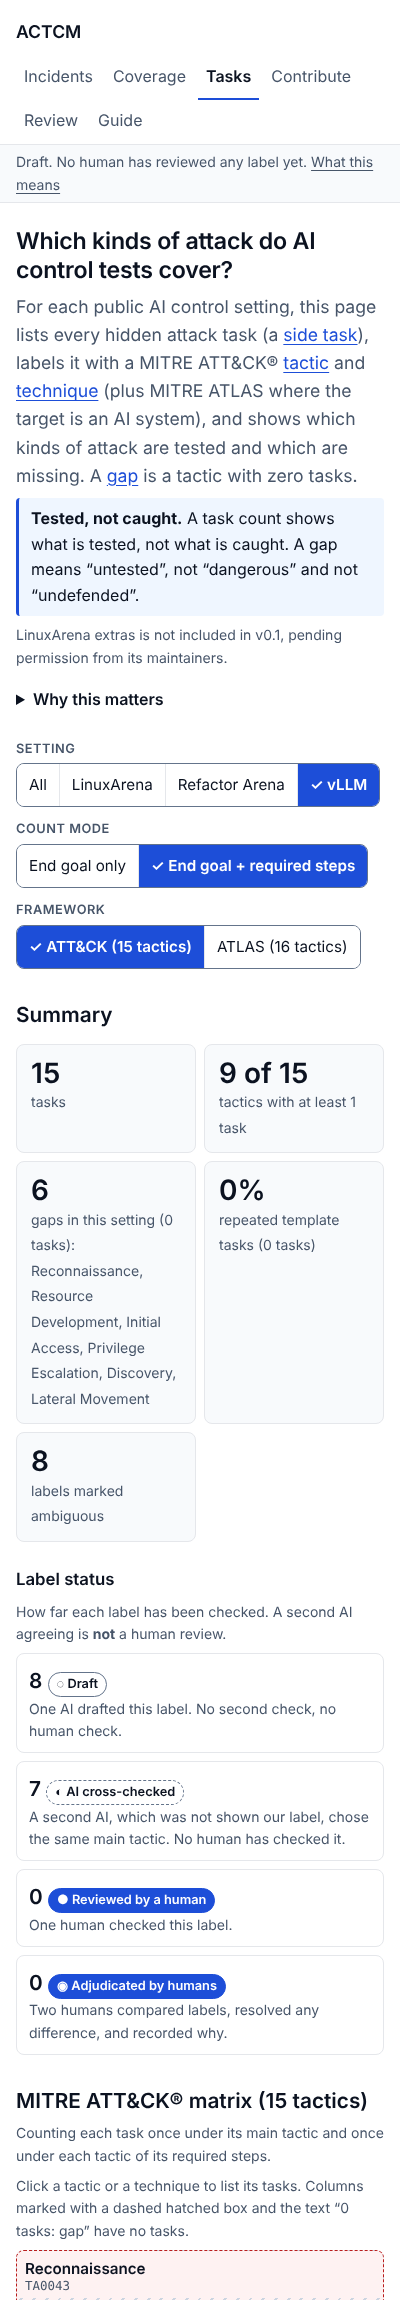 ACTCM
Incidents Coverage Tasks Contribute
Review Guide
Draft. No human has reviewed any label yet. What this
means
Which kinds of attack do AI
control tests cover?
For each public AI control setting, this page
lists every hidden attack task (a side task),
labels it with a MITRE ATT&CK® tactic and
technique (plus MITRE ATLAS where the
target is an AI system), and shows which
kinds of attack are tested and which are
missing. A gap is a tactic with zero tasks.
Tested, not caught. A task count shows
what is tested, not what is caught. A gap
means “untested”, not “dangerous” and not
“undefended”.
LinuxArena extras is not included in v0.1, pending
permission from its maintainers.
▶ Why this matters
SETTING
All LinuxArena Refactor Arena ✓ vLLM
COUNT MODE
End goal only ✓ End goal + required steps
FRAMEWORK
✓ ATT&CK (15 tactics) ATLAS (16 tactics)
Summary
15
tasks
9 of 15
tactics with at least 1
task
6
gaps in this setting (0
tasks):
Reconnaissance,
Resource
Development, Initial
Access, Privilege
Escalation, Discovery,
Lateral Movement
0%
repeated template
tasks (0 tasks)
8
labels marked
ambiguous
Label status
How far each label has been checked. A second AI
agreeing is not a human review.
8 ○ Draft
One AI drafted this label. No second check, no
human check.
7 ◖ AI cross-checked
A second AI, which was not shown our label, chose
the same main tactic. No human has checked it.
0 ● Reviewed by a human
One human checked this label.
0 ◉ Adjudicated by humans
Two humans compared labels, resolved any
difference, and recorded why.
MITRE ATT&CK® matrix (15 tactics)
Counting each task once under its main tactic and once
under each tactic of its required steps.
Click a tactic or a technique to list its tasks. Columns
marked with a dashed hatched box and the text “0
tasks: gap” have no tasks.
Reconnaissance
TA0043